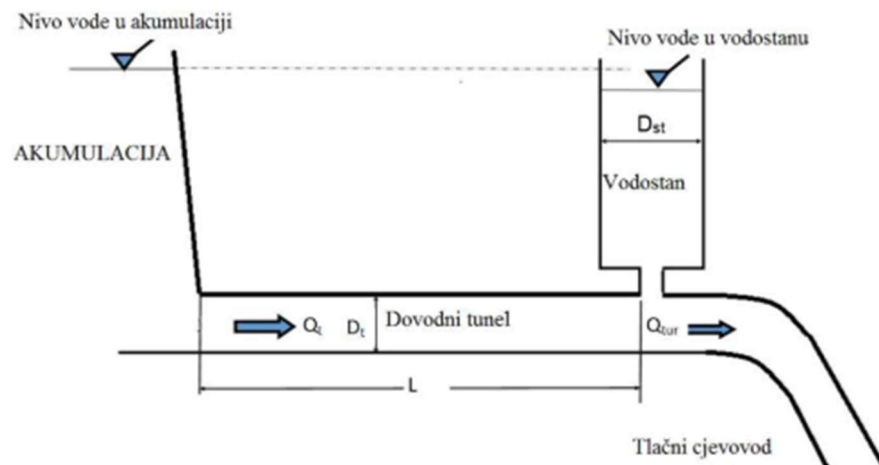 Nivo vode u akumulaciji
Nivo vode u vodostanu
AKUMULACIJA
Dst
Vodostan
Qt
Dt
Dovodni tunel
Qtur
L
Tlačni cjevovod